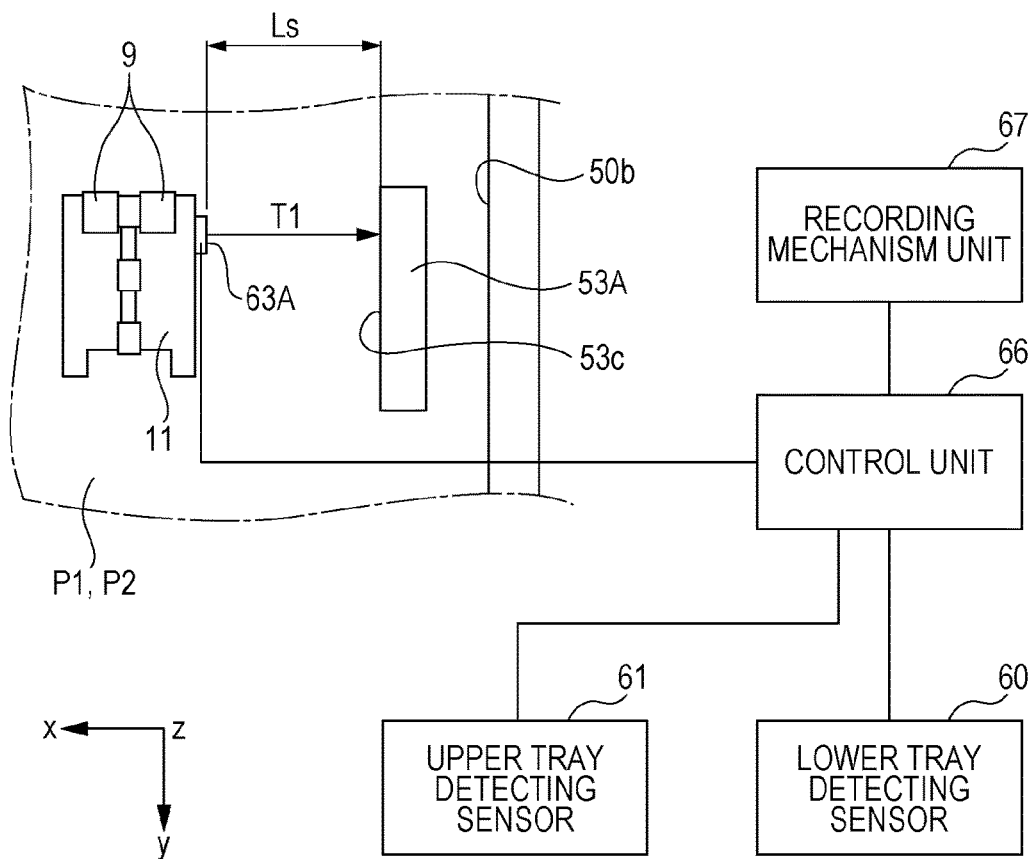 Ls
9
67
50b
RECORDING
MECHANISM UNIT
T1
53A
63A
53c
66
11
CONTROL UNIT
P1, P2
61
60
x
z
UPPER TRAY
DETECTING
SENSOR
LOWER TRAY
DETECTING
SENSOR
y